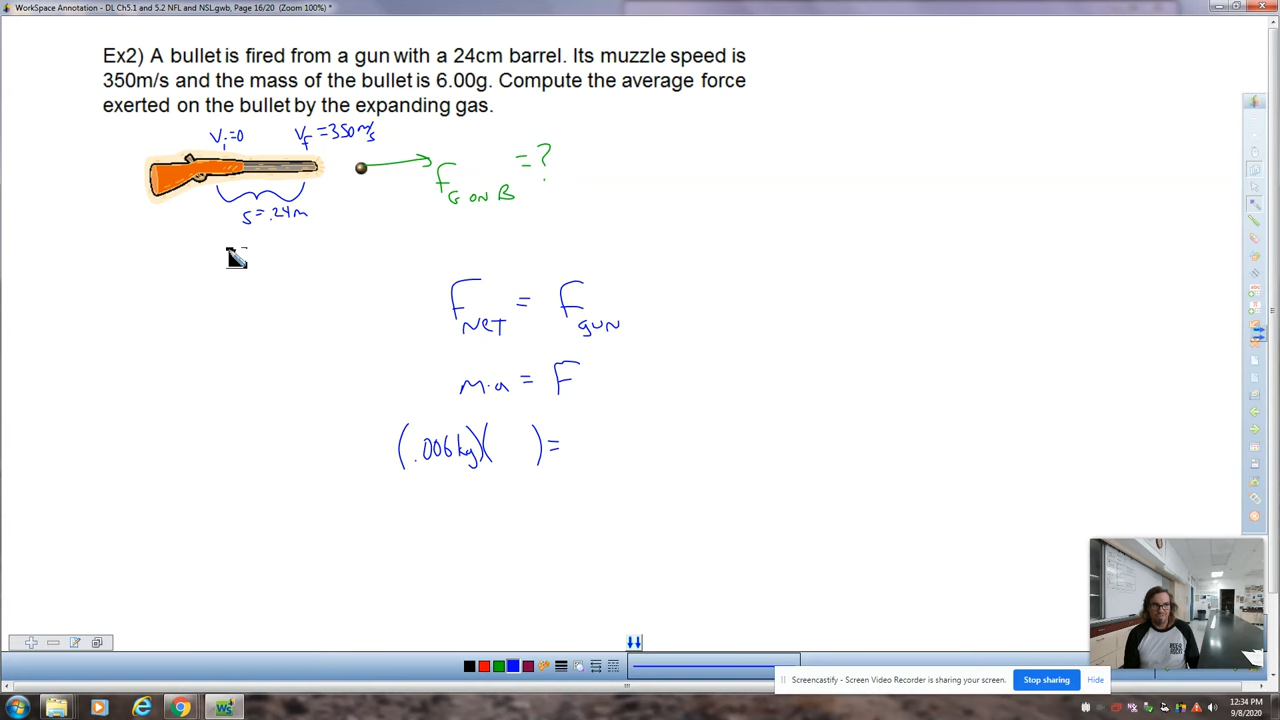 WorkSpace Annotation - DL Ch5.1 and 5.2 NFL and NSL.gwb, Page 16/20 (Zoom 100%) *
Ex2) A bullet is fired from a gun with a 24cm barrel. Its muzzle speed is
350m/s and the mass of the bullet is 6.00g. Compute the average force
exerted on the bullet by the expanding gas.
Vi=0
Vf=350m/s
F G ON B = ?
S=.24m
F NET = F gUN
m·a = F
(.006kg)( )=
Screencastify - Screen Video Recorder is sharing your screen.
Stop sharing
Hide
12:34 PM
9/8/2020